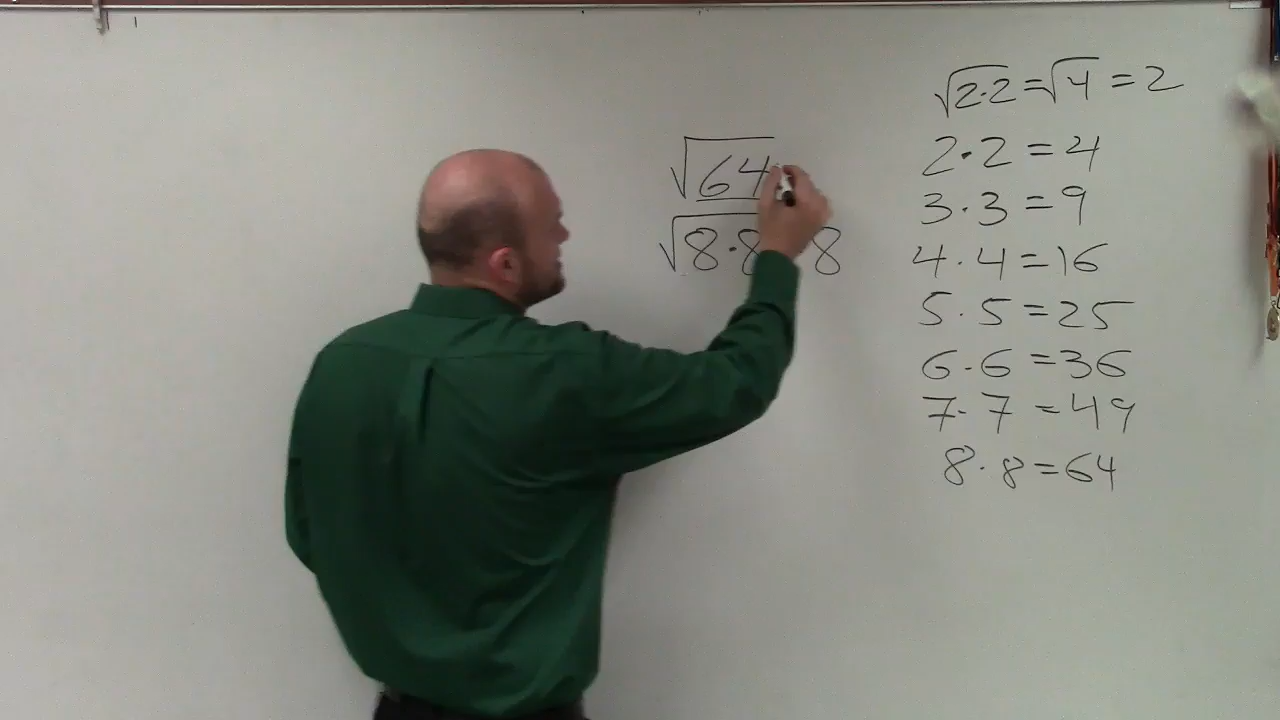 √64
√8·8 8
√2·2 = √4 = 2
2·2 = 4
3·3 = 9
4·4 = 16
5·5 = 25
6·6 = 36
7·7 = 49
8·8 = 64